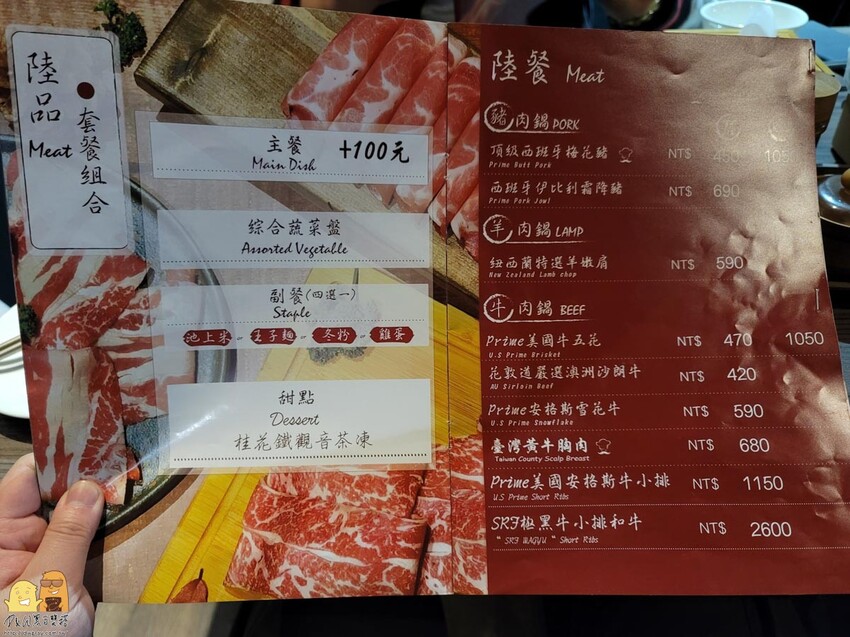 陸品
Meat
套餐組合
主餐 +100元
Main Dish
綜合蔬菜盤
Assorted Vegetable
副餐(四選一)
Staple
池上米 or 王子麵 or 冬粉 or 雞蛋
甜點
Dessert
桂花鐵觀音茶凍
陸餐 Meat
豬肉鍋 PORK
頂級西班牙梅花豬 NT$
Prime Butt Pork
西班牙伊比利霜降豬 NT$ 690
Prime Pork Jowl
羊肉鍋 LAMP
紐西蘭特選羊嫩肩 NT$ 590
New Zealand Lamb chop
牛肉鍋 BEEF
Prime美國牛五花 NT$ 470 1050
U.S Prime Brisket
花敦道嚴選澳洲沙朗牛 NT$ 420
AU Sirloin Beef
Prime安格斯雪花牛 NT$ 590
U.S Prime Snowflake
臺灣黃牛胸肉 NT$ 680
Taiwan County Scalp Breast
Prime美國安格斯牛小排 NT$ 1150
U.S Prime Short Ribs
SRF極黑牛小排和牛 NT$ 2600
"SRF WAGYU" Short Ribs